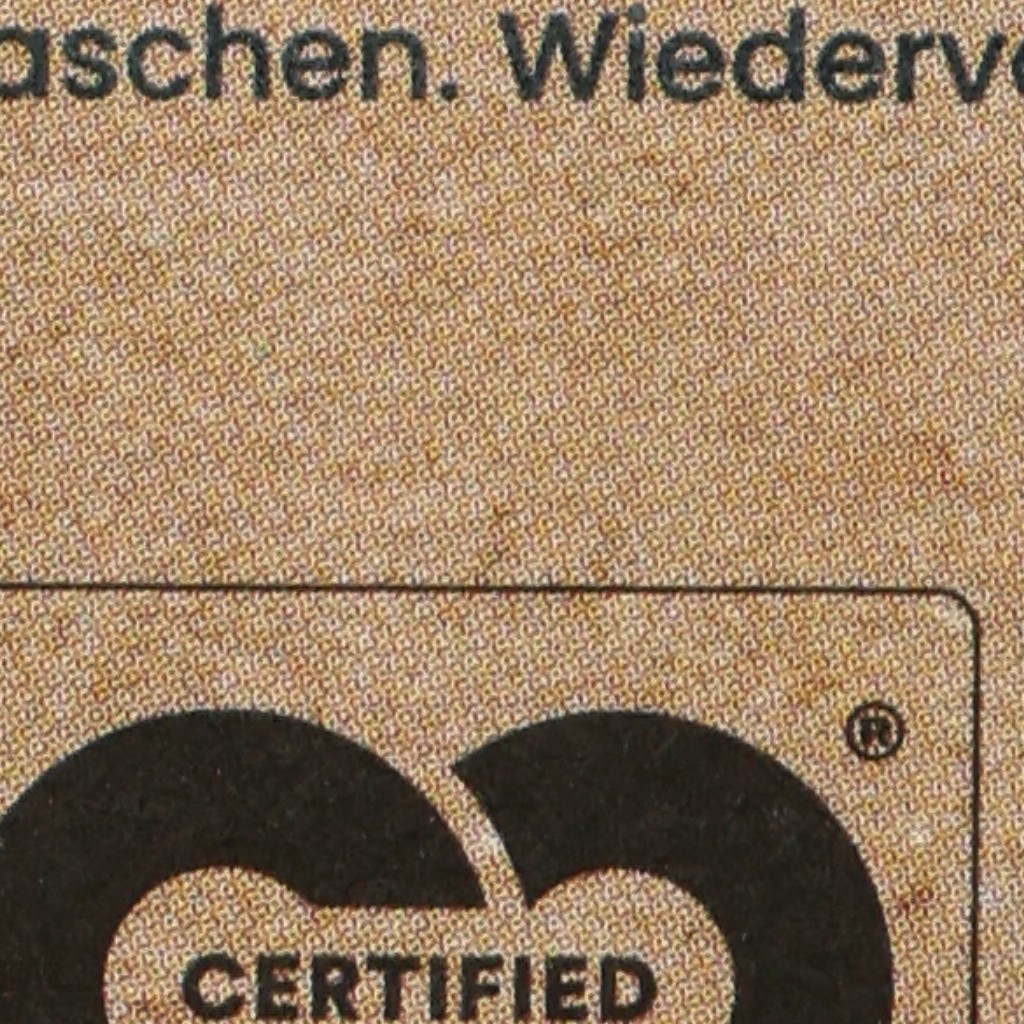 aschen. Wiederv
®
CERTIFIED